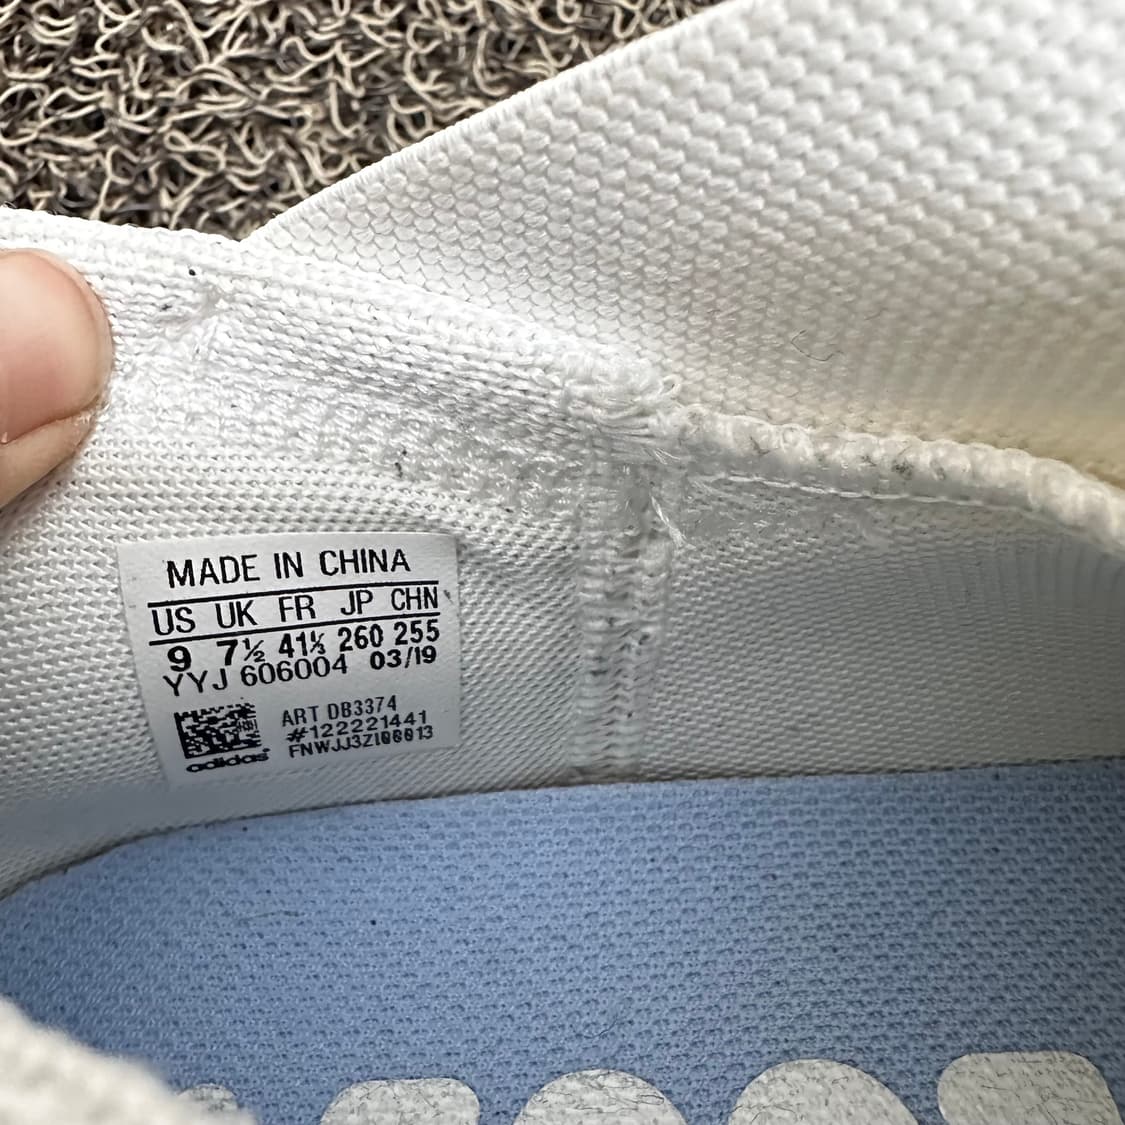 MADE IN CHINA
US UK FR JP CHN
9 7½ 41⅓ 260 255
YYJ 606004 03/19
ART DB3374
#122221441
adidas